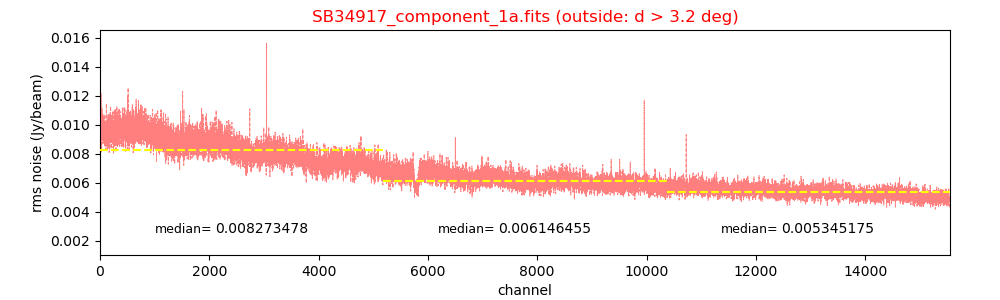 SB34917_component_1a.fits (outside: d > 3.2 deg)
0.016
0.014
0.012
0.010
0.008
0.006
0.004
0.002
rms noise (Jy/beam)
median= 0.008273478
median= 0.006146455
median= 0.005345175
0 2000 4000 6000 8000 10000 12000 14000
channel